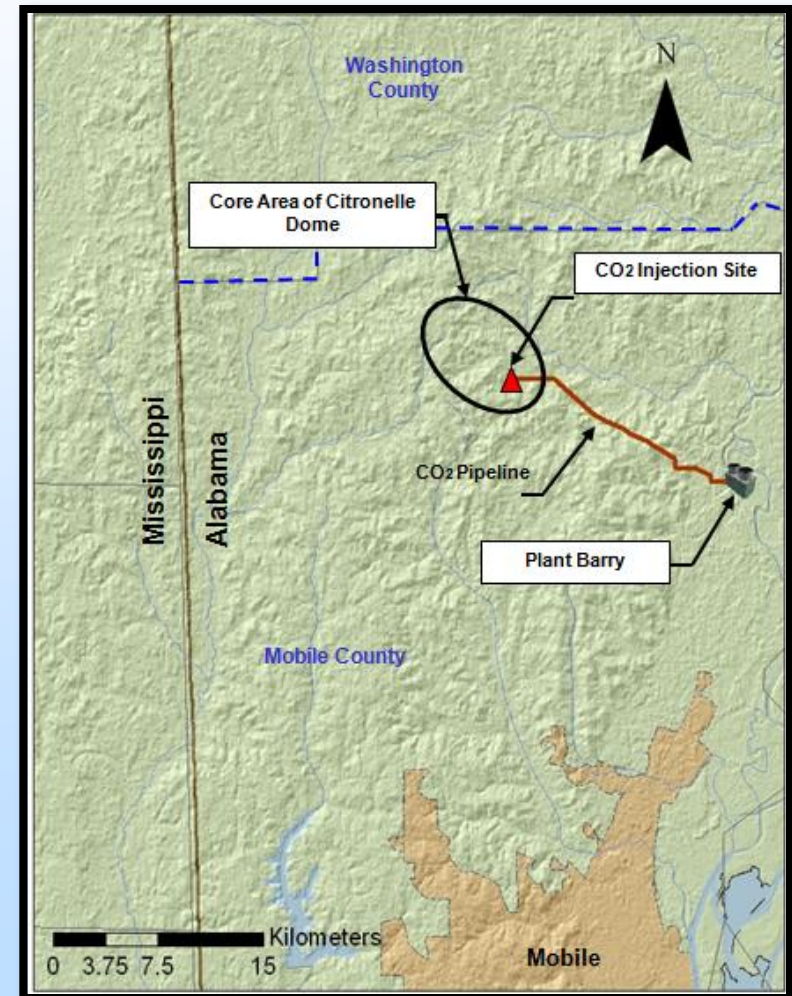 Washington
County
N
Core Area of Citronelle
Dome
CO2 Injection Site
Mississippi
Alabama
CO2 Pipeline
Plant Barry
Mobile County
Kilometers
0 3.75 7.5 15
Mobile